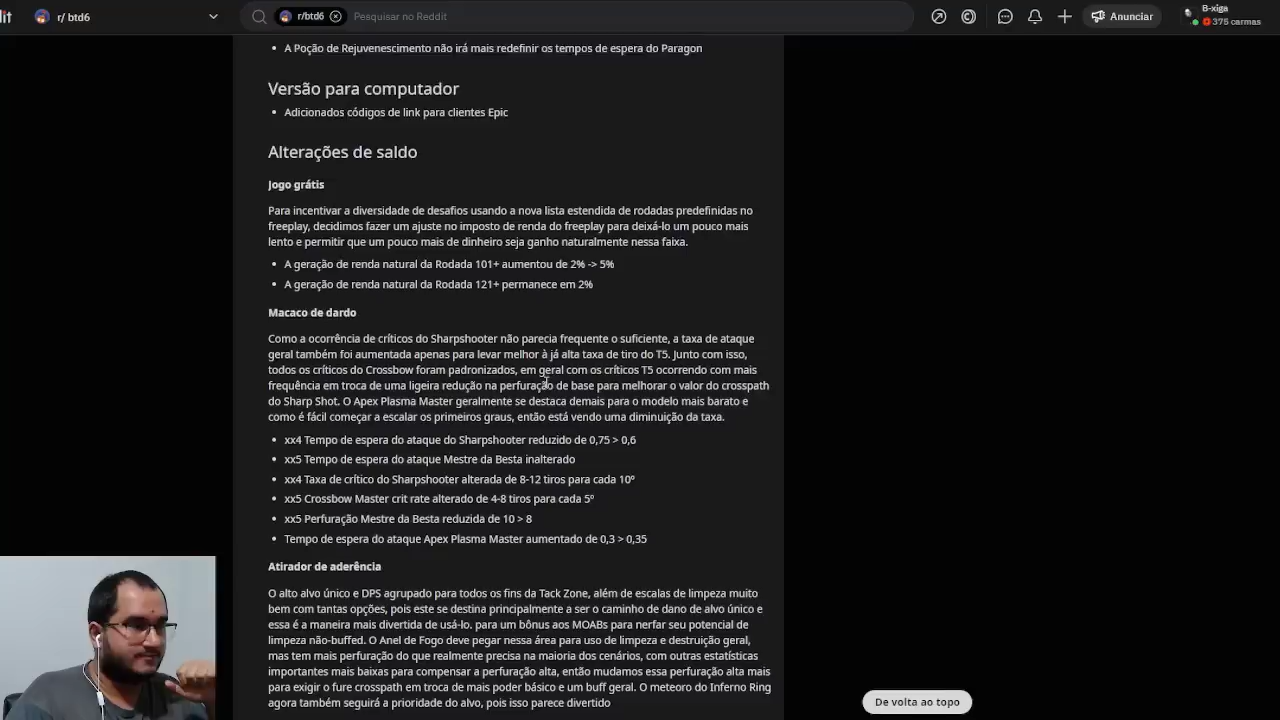 it
r/ btd6
r/btd6
Pesquisar no Reddit
Anunciar
B-xiga
375 carmas
A Poção de Rejuvenescimento não irá mais redefinir os tempos de espera do Paragon
Versão para computador
Adicionados códigos de link para clientes Epic
Alterações de saldo
Jogo grátis
Para incentivar a diversidade de desafios usando a nova lista estendida de rodadas predefinidas no
freeplay, decidimos fazer um ajuste no imposto de renda do freeplay para deixá-lo um pouco mais
lento e permitir que um pouco mais de dinheiro seja ganho naturalmente nessa faixa.
A geração de renda natural da Rodada 101+ aumentou de 2% -> 5%
A geração de renda natural da Rodada 121+ permanece em 2%
Macaco de dardo
Como a ocorrência de críticos do Sharpshooter não parecia frequente o suficiente, a taxa de ataque
geral também foi aumentada apenas para levar melhor à já alta taxa de tiro do T5. Junto com isso,
todos os críticos do Crossbow foram padronizados, em geral com os críticos T5 ocorrendo com mais
frequência em troca de uma ligeira redução na perfuração de base para melhorar o valor do crosspath
do Sharp Shot. O Apex Plasma Master geralmente se destaca demais para o modelo mais barato e
como é fácil começar a escalar os primeiros graus, então está vendo uma diminuição da taxa.
xx4 Tempo de espera do ataque do Sharpshooter reduzido de 0,75 > 0,6
xx5 Tempo de espera do ataque Mestre da Besta inalterado
xx4 Taxa de crítico do Sharpshooter alterada de 8-12 tiros para cada 10º
xx5 Crossbow Master crit rate alterado de 4-8 tiros para cada 5º
xx5 Perfuração Mestre da Besta reduzida de 10 > 8
Tempo de espera do ataque Apex Plasma Master aumentado de 0,3 > 0,35
Atirador de aderência
O alto alvo único e DPS agrupado para todos os fins da Tack Zone, além de escalas de limpeza muito
bem com tantas opções, pois este se destina principalmente a ser o caminho de dano de alvo único e
essa é a maneira mais divertida de usá-lo. para um bônus aos MOABs para nerfar seu potencial de
limpeza não-buffed. O Anel de Fogo deve pegar nessa área para uso de limpeza e destruição geral,
mas tem mais perfuração do que realmente precisa na maioria dos cenários, com outras estatísticas
importantes mais baixas para compensar a perfuração alta, então mudamos essa perfuração alta mais
para exigir o fure crosspath em troca de mais poder básico e um buff geral. O meteoro do Inferno Ring
agora também seguirá a prioridade do alvo, pois isso parece divertido
De volta ao topo